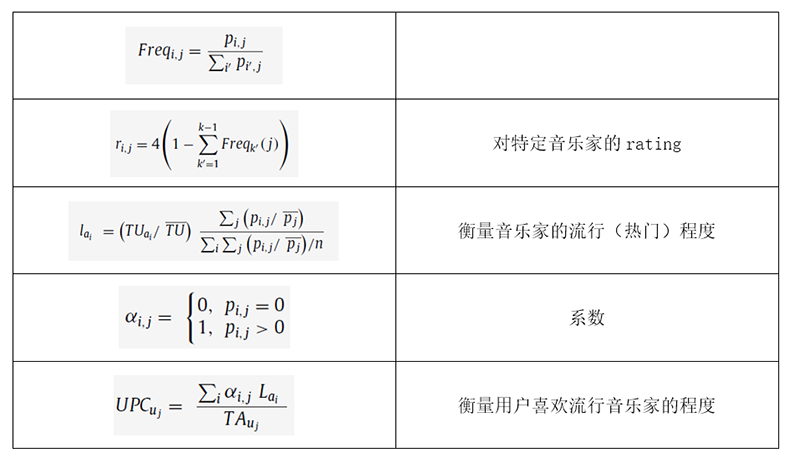 Freq_{i,j} = \frac{p_{i,j}}{\sum_{i'} p_{i',j}}
r_{i,j} = 4\left(1 - \sum_{k'=1}^{k-1} Freq_{k'}(j)\right) 对特定音乐家的 rating
l_{a_i} = \left(TU_{a_i} / \overline{TU}\right) \frac{\sum_j \left(p_{i,j} / \overline{p_j}\right)}{\sum_i \sum_j \left(p_{i,j} / \overline{p_j}\right) / n} 衡量音乐家的流行（热门）程度
\alpha_{i,j} = \begin{cases} 0, & p_{i,j} = 0 \\ 1, & p_{i,j} > 0 \end{cases} 系数
UPC_{u_j} = \frac{\sum_i \alpha_{i,j} L_{a_i}}{TA_{u_j}} 衡量用户喜欢流行音乐家的程度